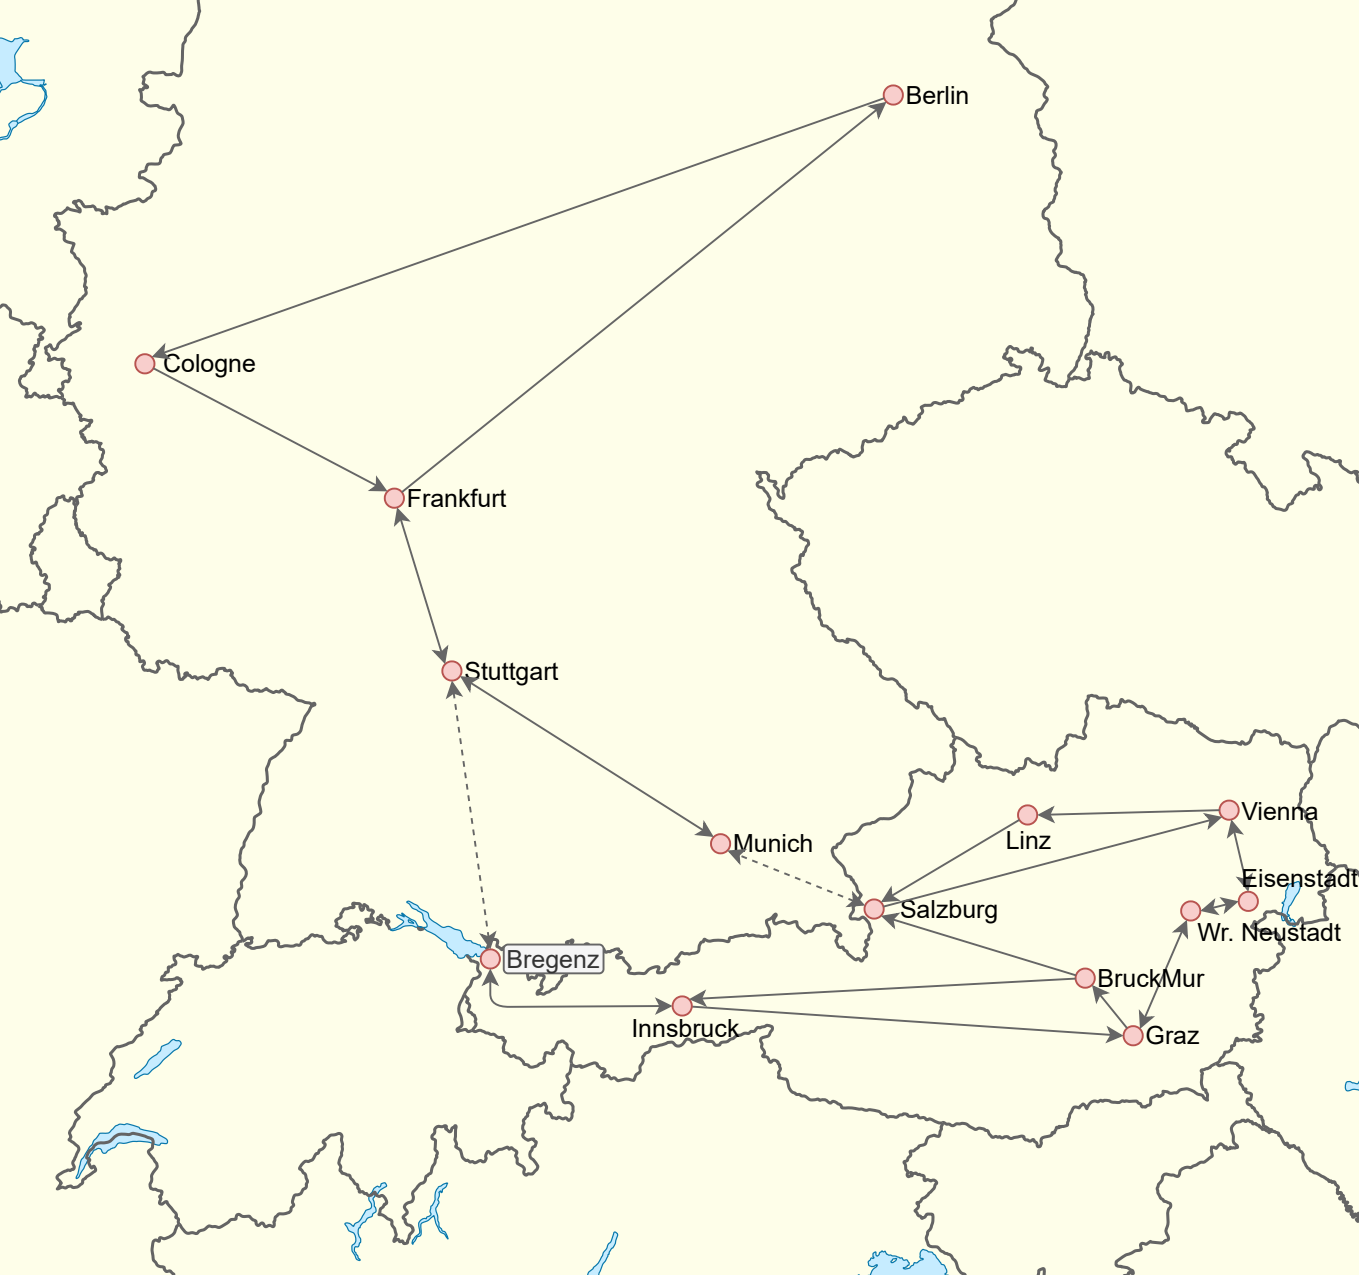 Berlin
Cologne
Frankfurt
Stuttgart
Munich
Vienna
Linz
Eisenstadt
Salzburg
Wr. Neustadt
Bregenz
BruckMur
Innsbruck
Graz